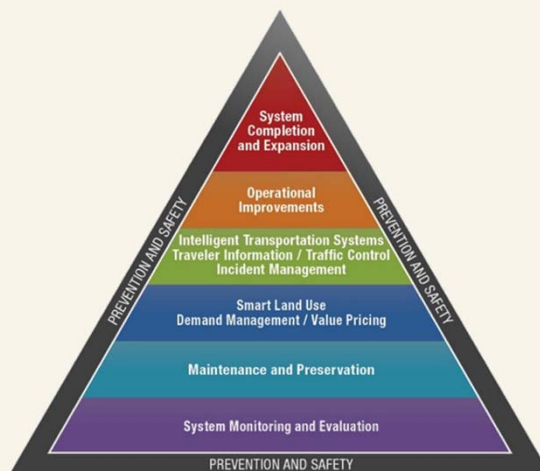 System
Completion
and Expansion
Operational
Improvements
Intelligent Transportation Systems
Traveler Information / Traffic Control
Incident Management
Smart Land Use
Demand Management / Value Pricing
Maintenance and Preservation
System Monitoring and Evaluation
PREVENTION AND SAFETY
PREVENTION AND SAFETY
PREVENTION AND SAFETY